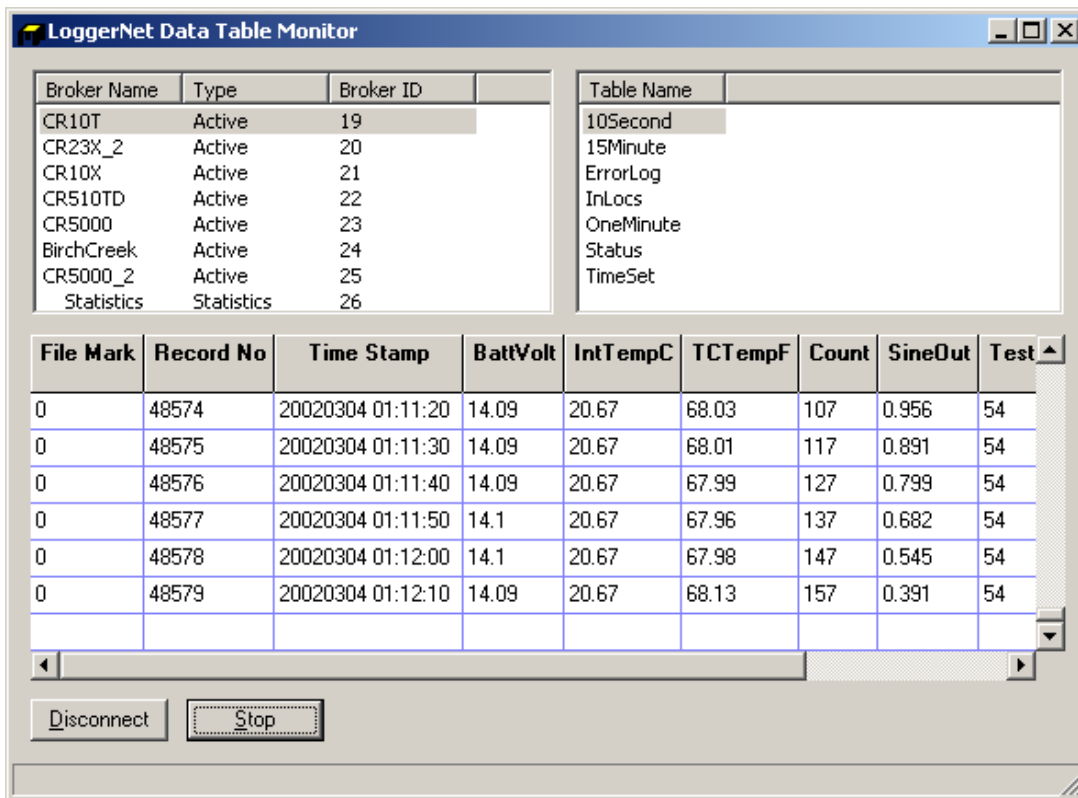 LoggerNet Data Table Monitor
Broker Name Type Broker ID
CR10T Active 19
CR23X_2 Active 20
CR10X Active 21
CR510TD Active 22
CR5000 Active 23
BirchCreek Active 24
CR5000_2 Active 25
Statistics Statistics 26
Table Name
10Second
15Minute
ErrorLog
InLocs
OneMinute
Status
TimeSet
File Mark Record No Time Stamp BattVolt IntTempC TCTempF Count SineOut Test
0 48574 20020304 01:11:20 14.09 20.67 68.03 107 0.956 54
0 48575 20020304 01:11:30 14.09 20.67 68.01 117 0.891 54
0 48576 20020304 01:11:40 14.09 20.67 67.99 127 0.799 54
0 48577 20020304 01:11:50 14.1 20.67 67.96 137 0.682 54
0 48578 20020304 01:12:00 14.1 20.67 67.98 147 0.545 54
0 48579 20020304 01:12:10 14.09 20.67 68.13 157 0.391 54
Disconnect Stop